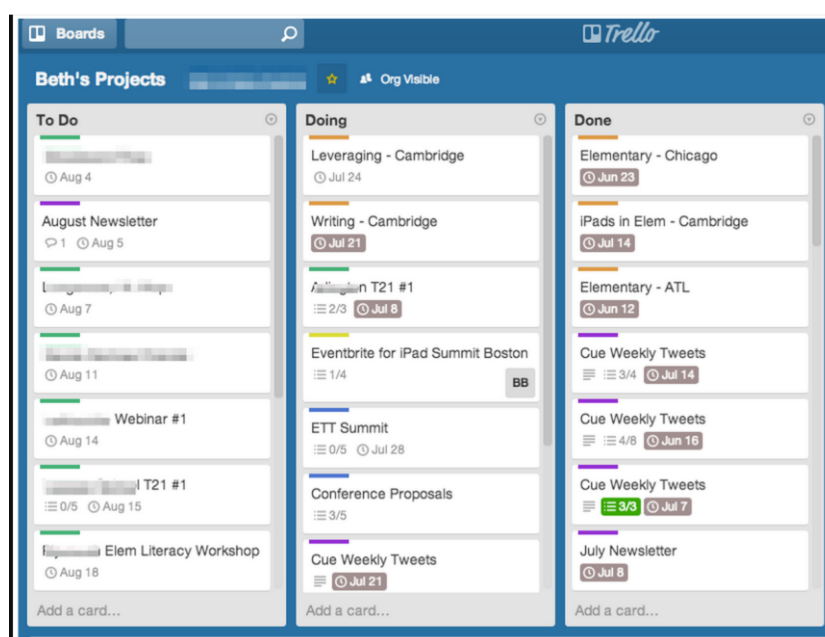 Boards
Trello
Beth's Projects
Org Visible
To Do
Aug 4
August Newsletter
1 Aug 5
Aug 7
Aug 11
Webinar #1
Aug 14
T21 #1
0/5 Aug 15
Elem Literacy Workshop
Aug 18
Add a card...
Doing
Leveraging - Cambridge
Jul 24
Writing - Cambridge
Jul 21
T21 #1
2/3 Jul 8
Eventbrite for iPad Summit Boston
1/4
BB
ETT Summit
0/5 Jul 28
Conference Proposals
3/5
Cue Weekly Tweets
Jul 21
Add a card...
Done
Elementary - Chicago
Jun 23
iPads in Elem - Cambridge
Jul 14
Elementary - ATL
Jun 12
Cue Weekly Tweets
3/4 Jul 14
Cue Weekly Tweets
4/8 Jun 16
Cue Weekly Tweets
3/3 Jul 7
July Newsletter
Jul 8
Add a card...